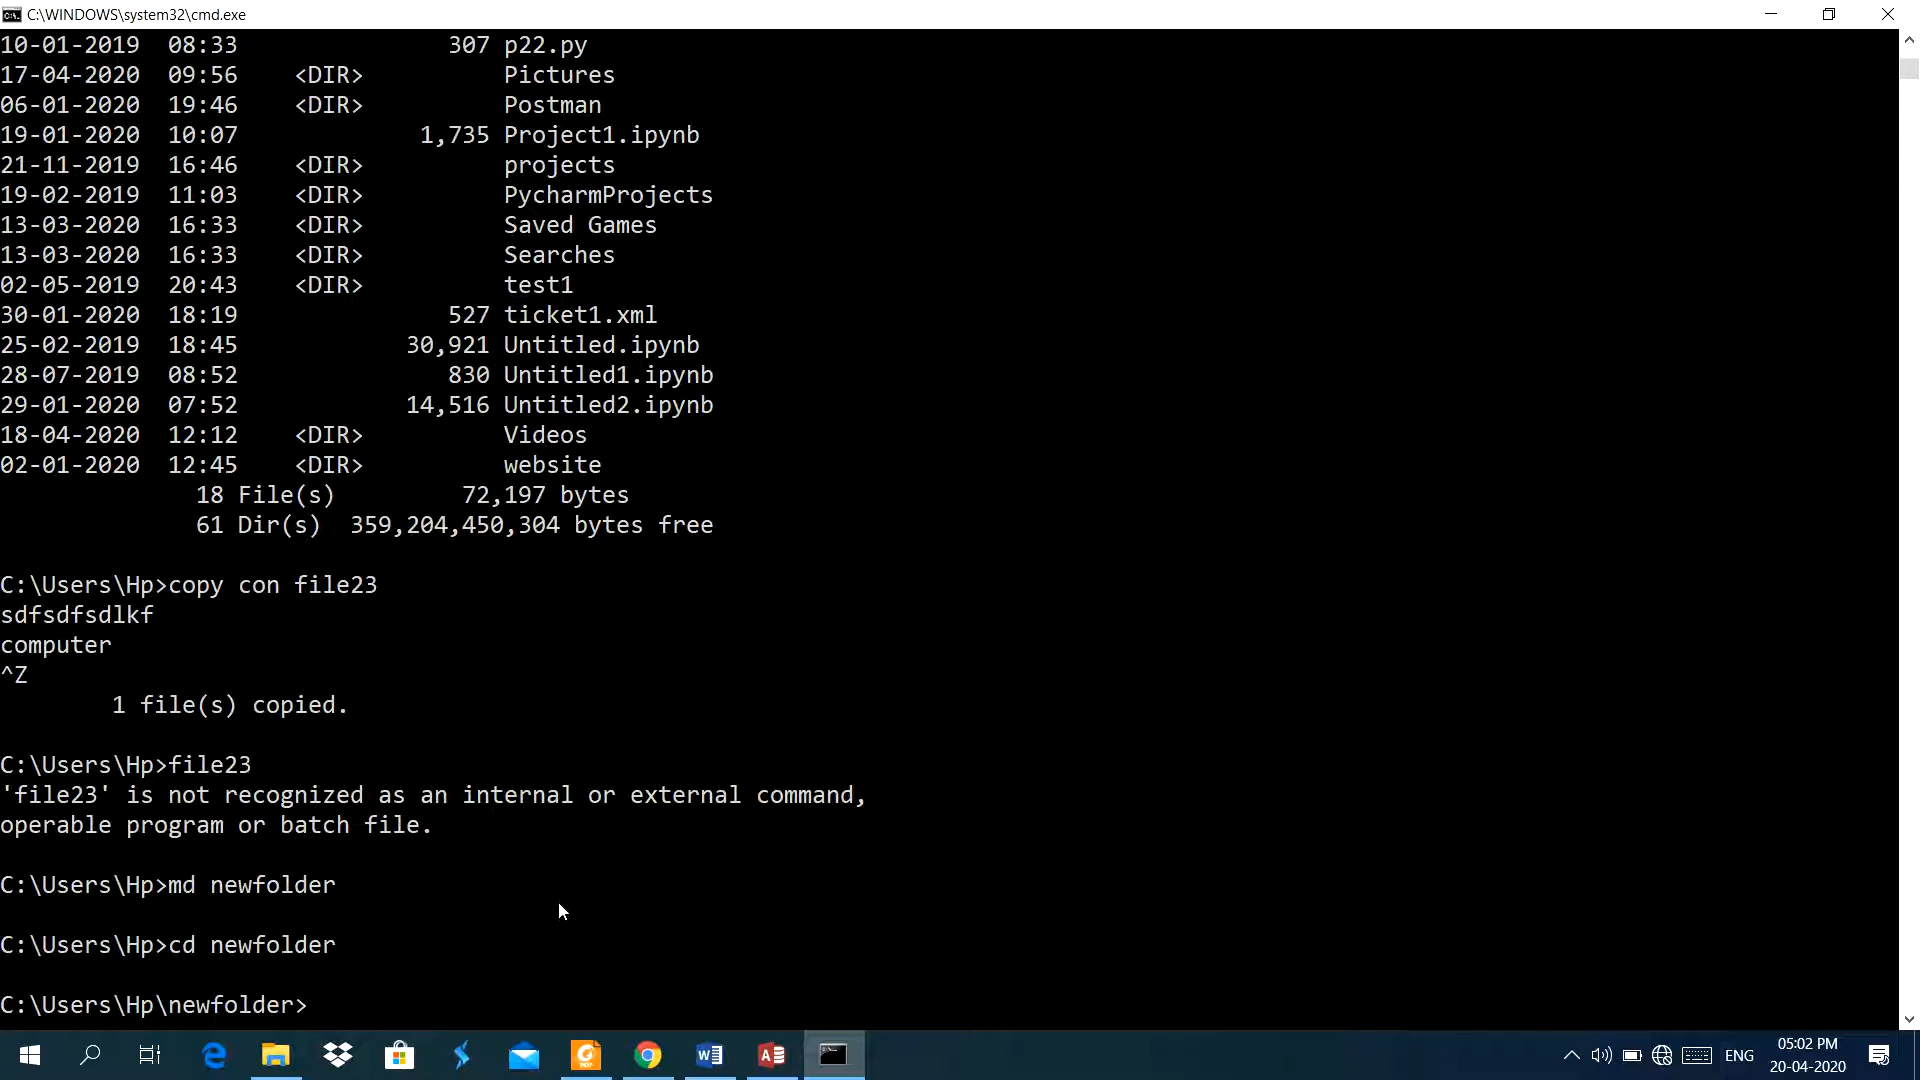 C:\WINDOWS\system32\cmd.exe
10-01-2019  08:33               307 p22.py
17-04-2020  09:56    <DIR>          Pictures
06-01-2020  19:46    <DIR>          Postman
19-01-2020  10:07             1,735 Project1.ipynb
21-11-2019  16:46    <DIR>          projects
19-02-2019  11:03    <DIR>          PycharmProjects
13-03-2020  16:33    <DIR>          Saved Games
13-03-2020  16:33    <DIR>          Searches
02-05-2019  20:43    <DIR>          test1
30-01-2020  18:19               527 ticket1.xml
25-02-2019  18:45            30,921 Untitled.ipynb
28-07-2019  08:52               830 Untitled1.ipynb
29-01-2020  07:52            14,516 Untitled2.ipynb
18-04-2020  12:12    <DIR>          Videos
02-01-2020  12:45    <DIR>          website
              18 File(s)         72,197 bytes
              61 Dir(s)  359,204,450,304 bytes free
C:\Users\Hp>copy con file23
sdfsdfsdlkf
computer
^Z
        1 file(s) copied.
C:\Users\Hp>file23
'file23' is not recognized as an internal or external command,
operable program or batch file.
C:\Users\Hp>md newfolder
C:\Users\Hp>cd newfolder
C:\Users\Hp\newfolder>
ENG
05:02 PM
20-04-2020